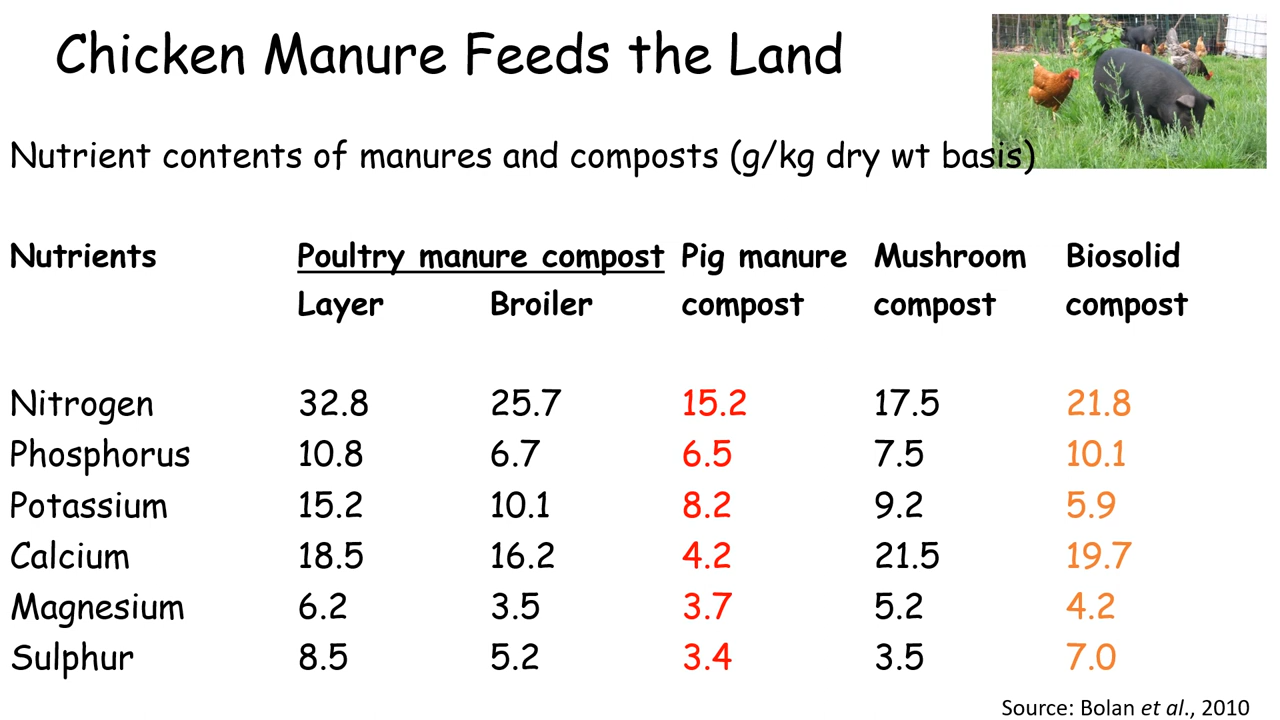 Chicken Manure Feeds the Land
Nutrient contents of manures and composts (g/kg dry wt basis)
Nutrients Poultry manure compost Pig manure Mushroom Biosolid
Layer Broiler compost compost compost
Nitrogen 32.8 25.7 15.2 17.5 21.8
Phosphorus 10.8 6.7 6.5 7.5 10.1
Potassium 15.2 10.1 8.2 9.2 5.9
Calcium 18.5 16.2 4.2 21.5 19.7
Magnesium 6.2 3.5 3.7 5.2 4.2
Sulphur 8.5 5.2 3.4 3.5 7.0
Source: Bolan et al., 2010